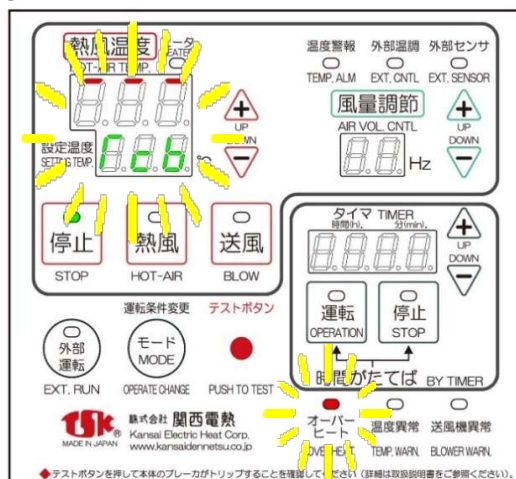 熱風温度 ヒータ
HOT-AIR TEMP. HEATER
設定温度
SETTING TEMP.
℃
UP
DOWN
温度警報 外部温調 外部センサ
TEMP. ALM EXT. CNTL EXT. SENSOR
風量調節
AIR VOL. CNTL
Hz
UP
DOWN
停止 熱風 送風
STOP HOT-AIR BLOW
タイマ TIMER
時間(h). 分(min).
UP
DOWN
運転 停止
OPERATION STOP
時間がたてば BY TIMER
運転条件変更 テストボタン
外部
運転
モード
MODE
EXT. RUN OPERATE CHANGE PUSH TO TEST
オーバー
ヒート
温度異常 送風機異常
OVERHEAT. TEMP. WARN. BLOWER WARN.
TSK
MADE IN JAPAN
株式会社 関西電熱
Kansai Electric Heat Corp.
www.kansaidennetsu.co.jp
◆テストボタンを押して本体のブレーカがトリップすることを確認してください (詳細は取扱説明書をご参照ください)。